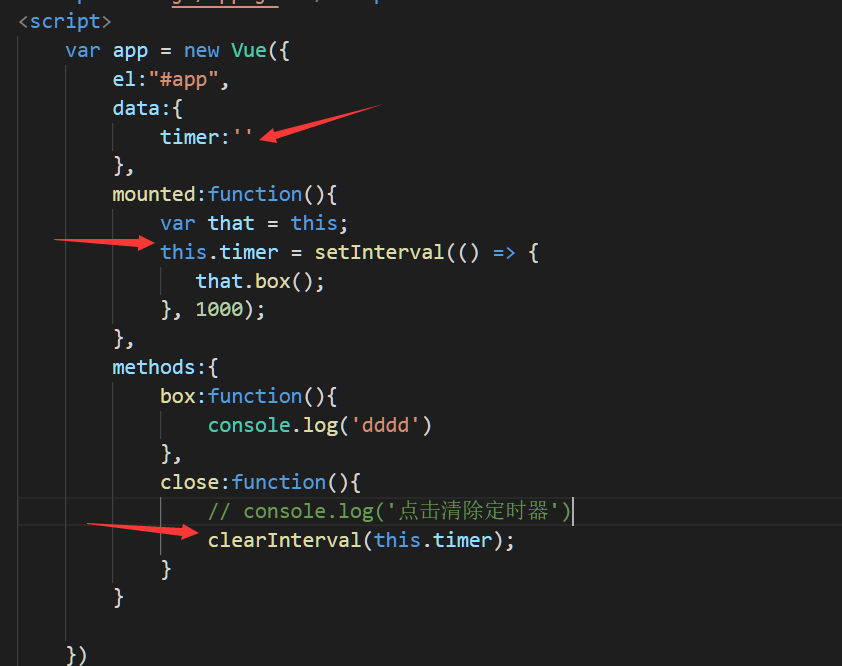 <script>
var app = new Vue({
el:"#app",
data:{
timer:''
},
mounted:function(){
var that = this;
this.timer = setInterval(() => {
that.box();
}, 1000);
},
methods:{
box:function(){
console.log('dddd')
},
close:function(){
// console.log('点击清除定时器')
clearInterval(this.timer);
}
}
})